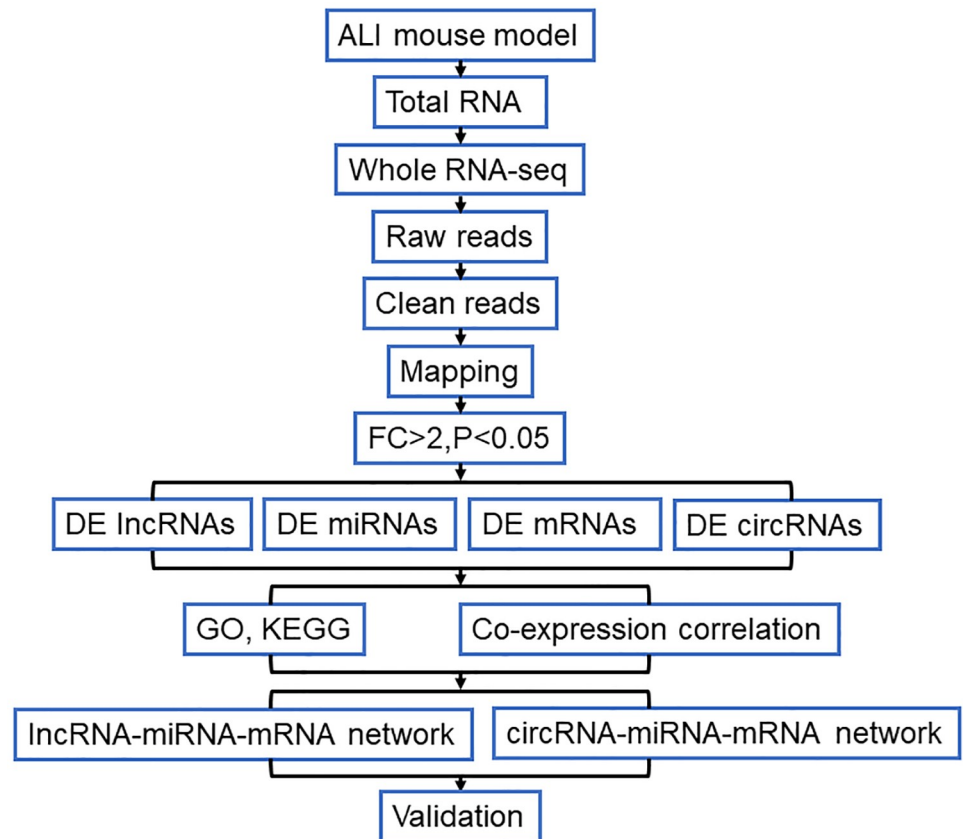 ALI mouse model
Total RNA
Whole RNA-seq
Raw reads
Clean reads
Mapping
FC>2,P<0.05
DE lncRNAs
DE miRNAs
DE mRNAs
DE circRNAs
GO, KEGG
Co-expression correlation
lncRNA-miRNA-mRNA network
circRNA-miRNA-mRNA network
Validation